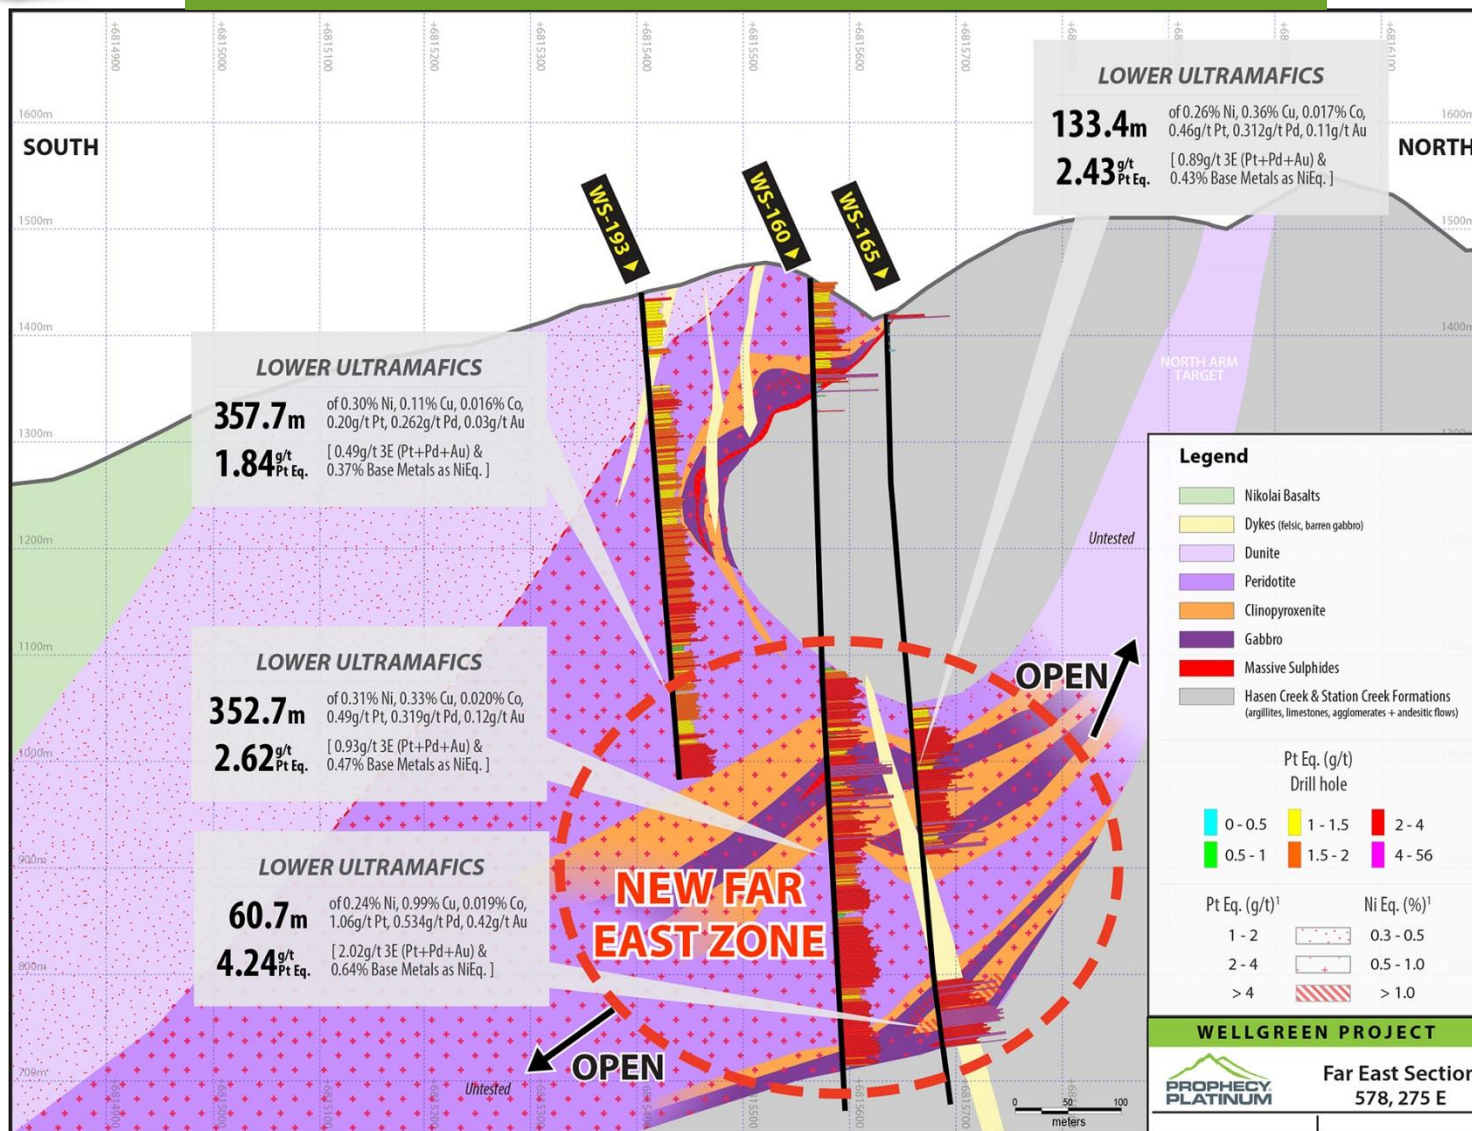 +6814900
+6815000
+6815100
+6815200
+6815300
+6815400
+6815500
+6815700
+6816100
1600m
1600m
SOUTH
NORTH
1500m
1500m
1400m
1400m
1300m
1200m
1100m
1000m
900m
800m
700m
LOWER ULTRAMAFICS
133.4m
of 0.26% Ni, 0.36% Cu, 0.017% Co,
0.46g/t Pt, 0.312g/t Pd, 0.11g/t Au
2.43 g/t Pt Eq.
[ 0.89g/t 3E (Pt+Pd+Au) &
0.43% Base Metals as NiEq. ]
WS-193
WS-160
WS-165
LOWER ULTRAMAFICS
357.7m
of 0.30% Ni, 0.11% Cu, 0.016% Co,
0.20g/t Pt, 0.262g/t Pd, 0.03g/t Au
1.84 g/t Pt Eq.
[ 0.49g/t 3E (Pt+Pd+Au) &
0.37% Base Metals as NiEq. ]
NORTH ARM
TARGET
Untested
LOWER ULTRAMAFICS
352.7m
of 0.31% Ni, 0.33% Cu, 0.020% Co,
0.49g/t Pt, 0.319g/t Pd, 0.12g/t Au
2.62 g/t Pt Eq.
[ 0.93g/t 3E (Pt+Pd+Au) &
0.47% Base Metals as NiEq. ]
OPEN
LOWER ULTRAMAFICS
60.7m
of 0.24% Ni, 0.99% Cu, 0.019% Co,
1.06g/t Pt, 0.534g/t Pd, 0.42g/t Au
4.24 g/t Pt Eq.
[ 2.02g/t 3E (Pt+Pd+Au) &
0.64% Base Metals as NiEq. ]
NEW FAR
EAST ZONE
OPEN
Untested
+6815100
+6815200
+6815300
+6815400
+6815500
+6815600
+6815700
0 50 100
meters
Legend
Nikolai Basalts
Dykes (felsic, barren gabbro)
Dunite
Peridotite
Clinopyroxenite
Gabbro
Massive Sulphides
Hasen Creek & Station Creek Formations
(argillites, limestones, agglomerates + andesitic flows)
Pt Eq. (g/t)
Drill hole
0 - 0.5 1 - 1.5 2 - 4
0.5 - 1 1.5 - 2 4 - 56
Pt Eq. (g/t)¹ Ni Eq. (%)¹
1 - 2 0.3 - 0.5
2 - 4 0.5 - 1.0
> 4 > 1.0
WELLGREEN PROJECT
PROPHECY
PLATINUM
Far East Section
578, 275 E